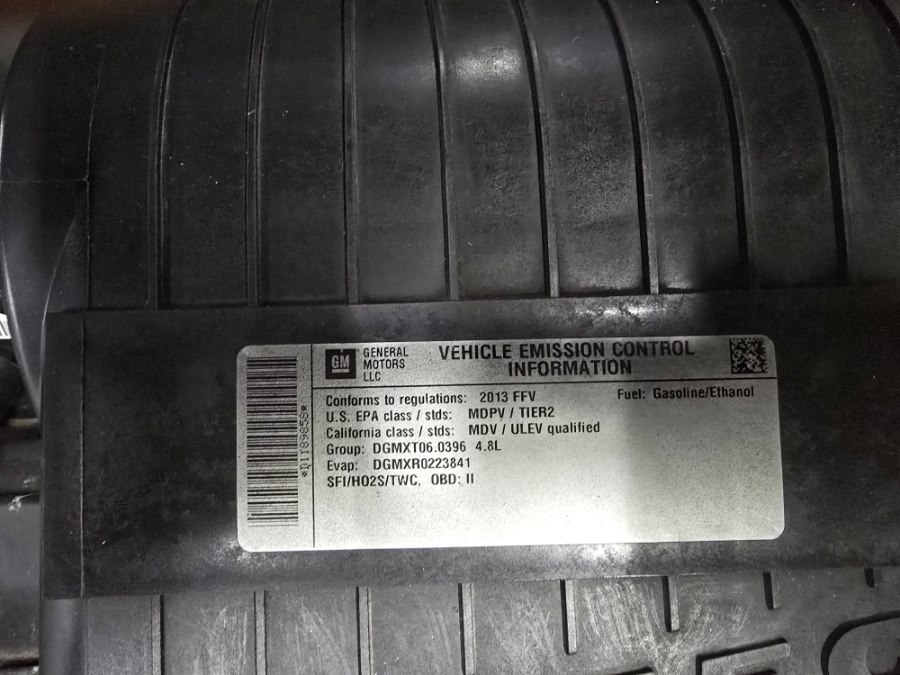 GM
GENERAL
MOTORS
LLC
VEHICLE EMISSION CONTROL
INFORMATION
Conforms to regulations: 2013 FFV
Fuel: Gasoline/Ethanol
U.S. EPA class / stds: MDPV / TIER2
California class / stds: MDV / ULEV qualified
Group: DGMXT06.0396 4.8L
Evap: DGMXR0223841
SFI/HO2S/TWC, OBD: II
*D1189858*